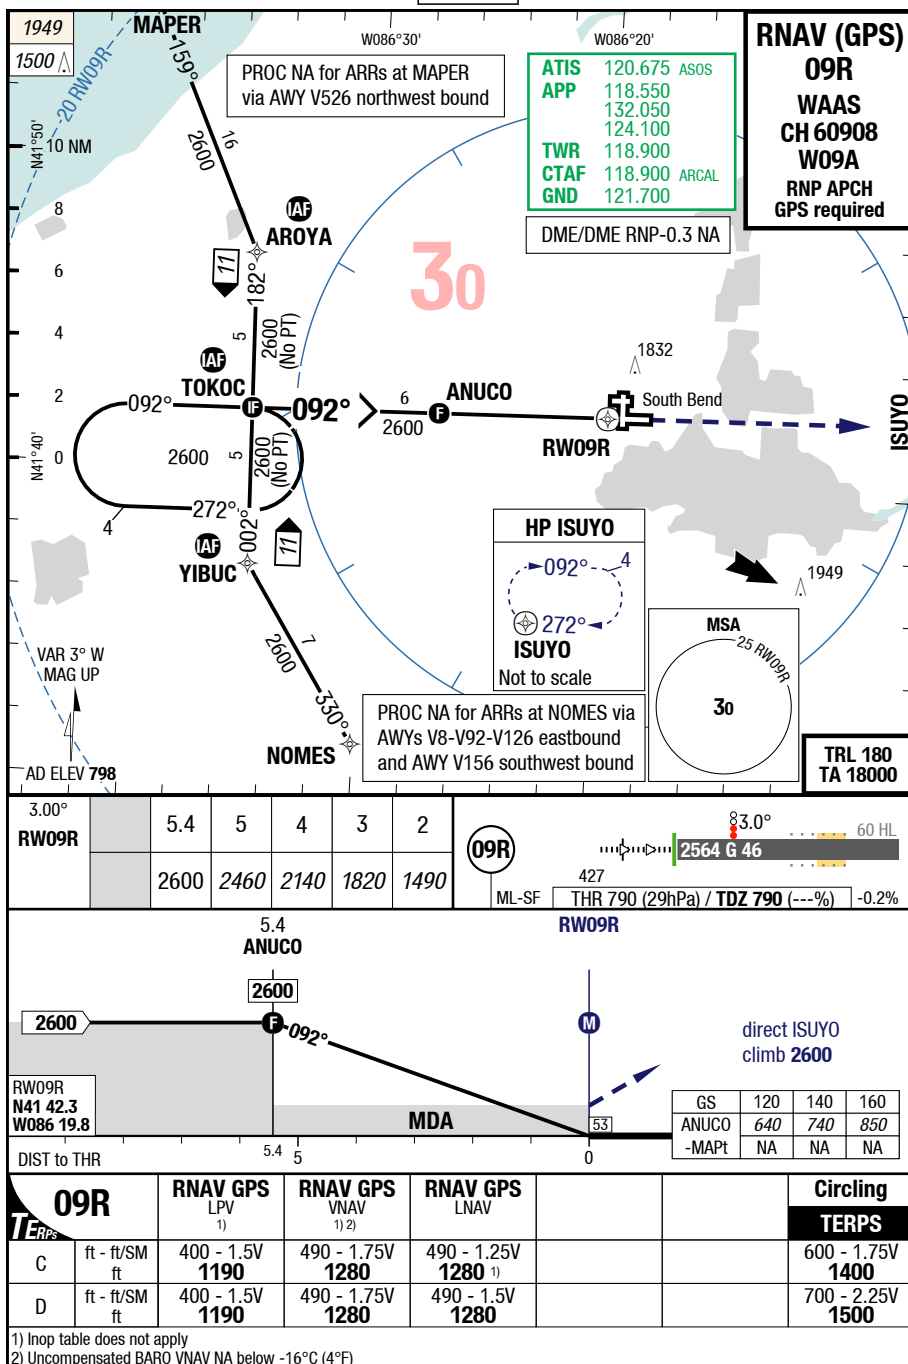 1949
1500
MAPER
W086°30'
W086°20'
RNAV (GPS)
09R
WAAS
CH 60908
W09A
RNP APCH
GPS required
PROC NA for ARRs at MAPER
via AWY V526 northwest bound
ATIS 120.675 ASOS
APP 118.550
132.050
124.100
TWR 118.900
CTAF 118.900 ARCAL
GND 121.700
DME/DME RNP-0.3 NA
20 RW09R
N41°50'
10 NM
8
6
4
2
0
N41°40'
159°
16
2600
IAF
AROYA
11
182°
5
2600
(No PT)
30
IAF
TOKOC
IF
092°
092°
6
2600
ANUCO
F
1832
South Bend
RW09R
ISUYO
2600
5
2600
(No PT)
272°
4
002°
11
IAF
YIBUC
7
2600
330°
NOMES
HP ISUYO
092°
4
272°
ISUYO
Not to scale
1949
MSA
25 RW09R
30
VAR 3° W
MAG UP
AD ELEV 798
PROC NA for ARRs at NOMES via
AWYs V8-V92-V126 eastbound
and AWY V156 southwest bound
TRL 180
TA 18000
3.00°
RW09R
5.4 5 4 3 2
2600 2460 2140 1820 1490
09R
ML-SF
3.0°
60 HL
2564 G 46
427
THR 790 (29hPa) / TDZ 790 (---%)
-0.2%
5.4
ANUCO
RW09R
2600
2600
F
092°
M
direct ISUYO
climb 2600
RW09R
N41 42.3
W086 19.8
MDA
53
GS 120 140 160
ANUCO 640 740 850
-MAPt NA NA NA
DIST to THR
5.4
5
0
TERPs
09R
RNAV GPS
LPV
1)
RNAV GPS
VNAV
1) 2)
RNAV GPS
LNAV
Circling
TERPS
C ft - ft/SM 400 - 1.5V 490 - 1.75V 490 - 1.25V 600 - 1.75V
ft 1190 1280 1280 1) 1400
D ft - ft/SM 400 - 1.5V 490 - 1.75V 490 - 1.5V 700 - 2.25V
ft 1190 1280 1280 1500
1) Inop table does not apply
2) Uncompensated BARO VNAV NA below -16°C (4°F)